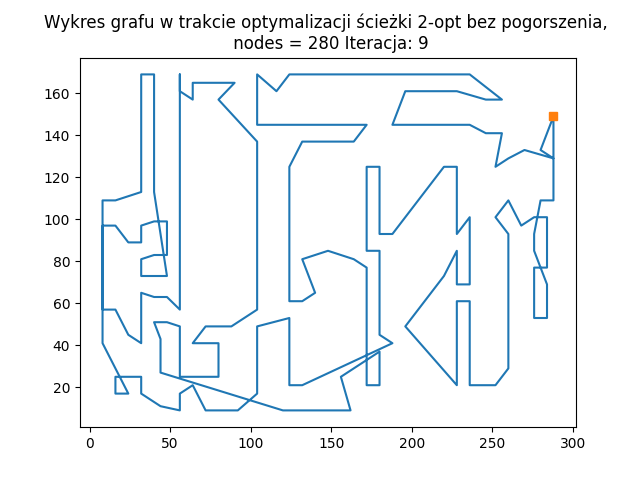 Wykres grafu w trakcie optymalizacji ścieżki 2-opt bez pogorszenia,
nodes = 280 Iteracja: 9
160
140
120
100
80
60
40
20
0 50 100 150 200 250 300